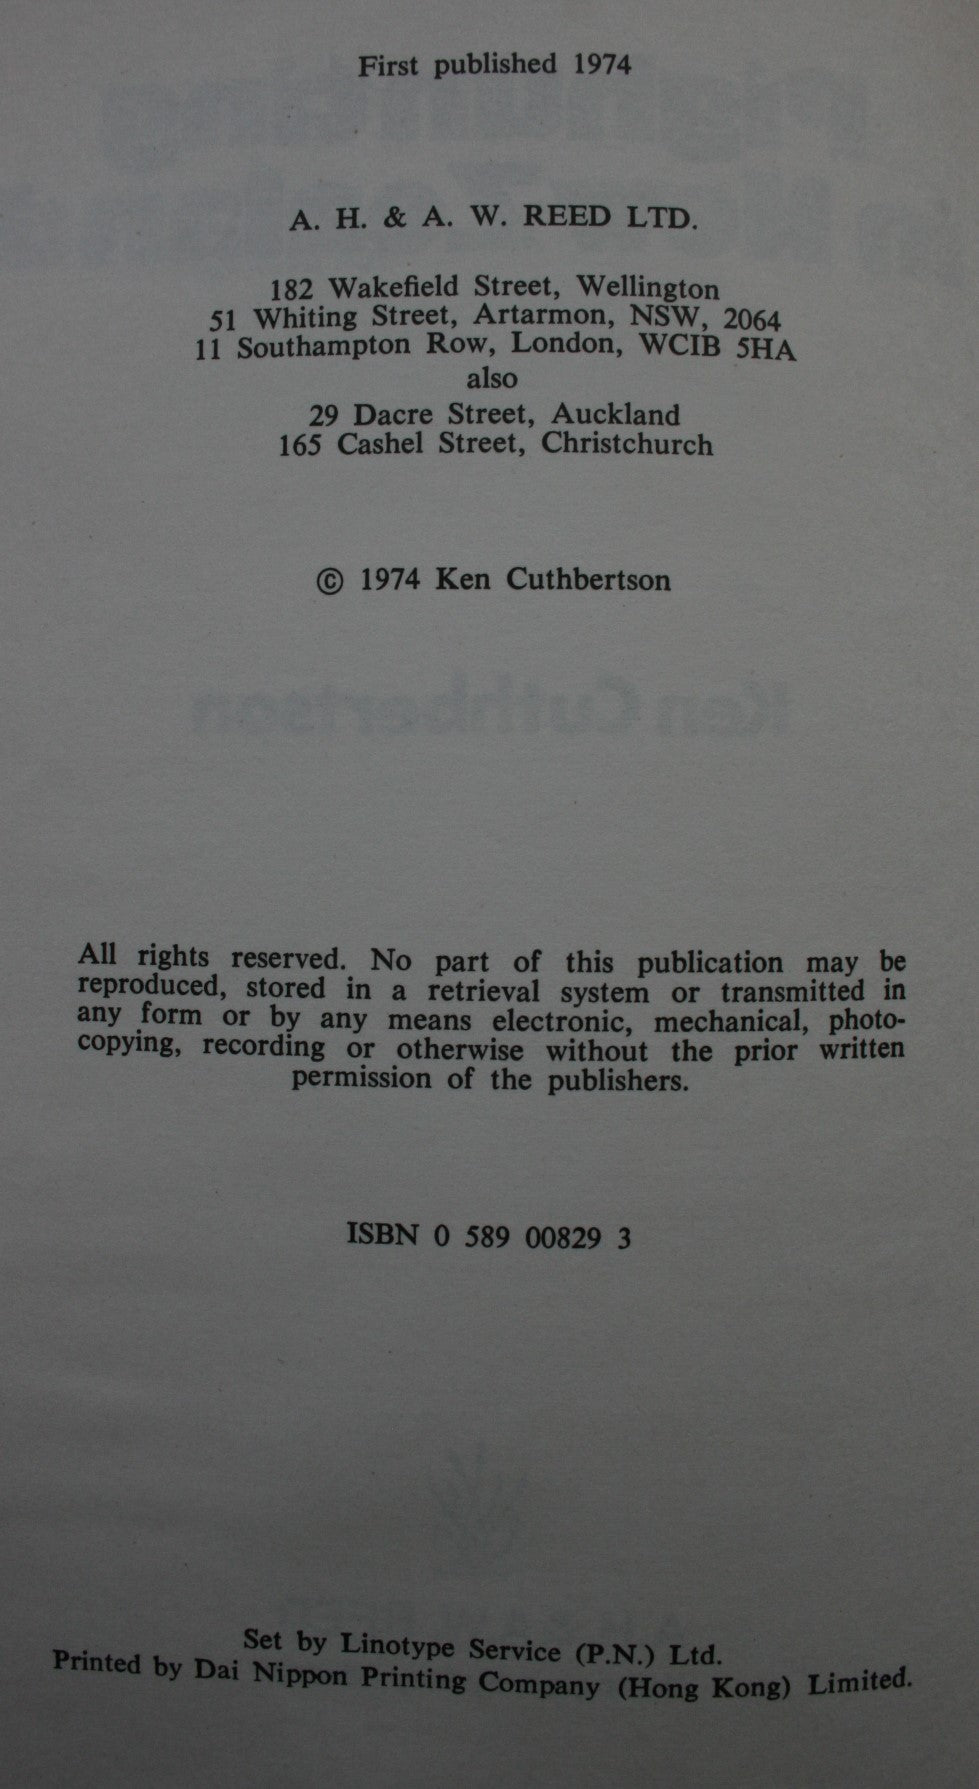 First published 1974
A. H. & A. W. REED LTD.
182 Wakefield Street, Wellington
51 Whiting Street, Artarmon, NSW, 2064
11 Southampton Row, London, WCIB 5HA
also
29 Dacre Street, Auckland
165 Cashel Street, Christchurch
© 1974 Ken Cuthbertson
Ken Cuthbertson
All rights reserved. No part of this publication may be
reproduced, stored in a retrieval system or transmitted in
any form or by any means electronic, mechanical, photo-
copying, recording or otherwise without the prior written
permission of the publishers.
ISBN 0 589 00829 3
Set by Linotype Service (P.N.) Ltd.
Printed by Dai Nippon Printing Company (Hong Kong) Limited.